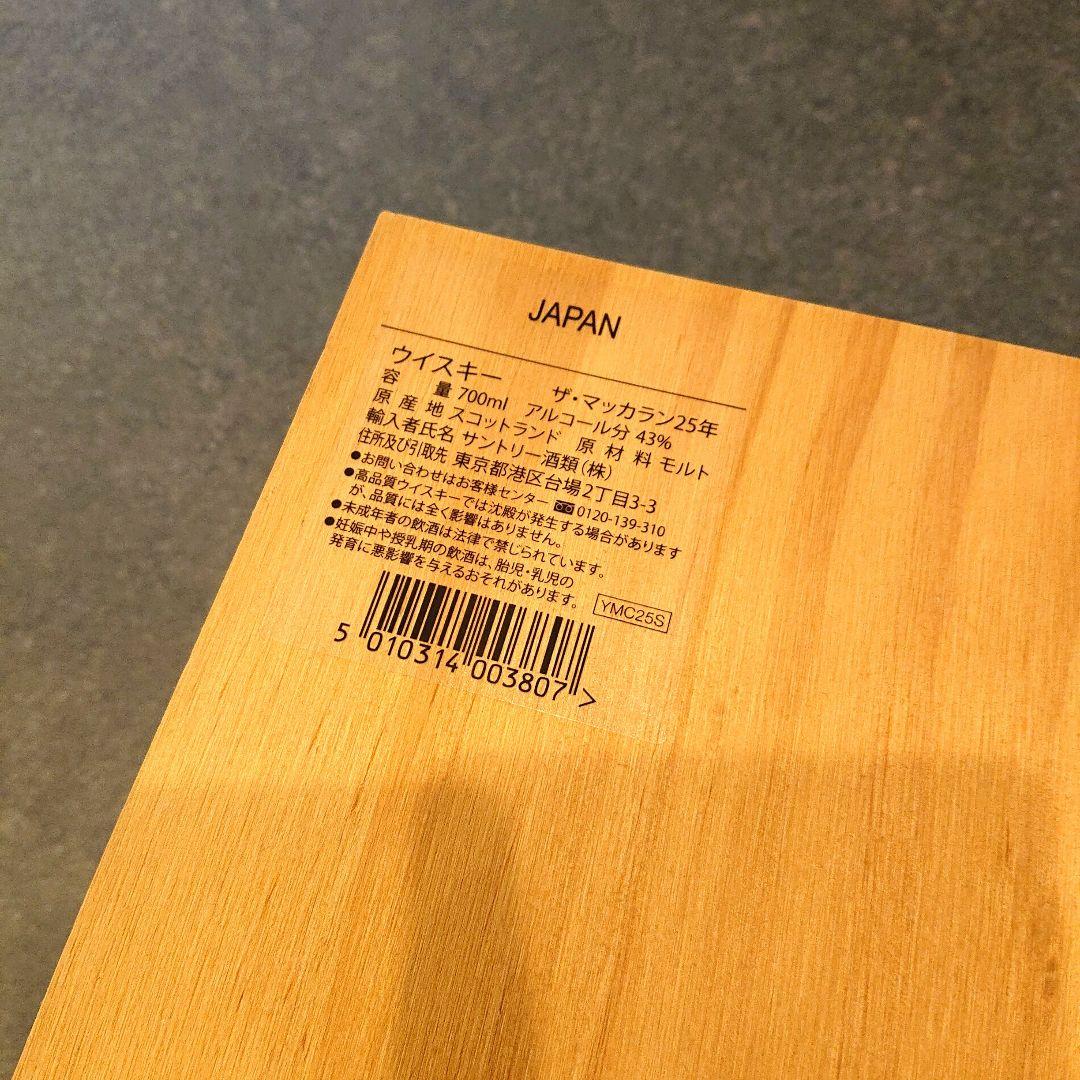 JAPAN
ウイスキー ザ・マッカラン25年
容量 700ml アルコール分 43%
原産地 スコットランド 原材料 モルト
輸入者氏名 サントリー酒類（株）
住所及び引取先 東京都港区台場2丁目3-3
●お問い合わせはお客様センター 0120-139-310
●高品質ウイスキーでは沈殿が発生する場合があります
が、品質には全く影響はありません。
●未成年者の飲酒は法律で禁じられています。
●妊娠中や授乳期の飲酒は、胎児・乳児の
発育に悪影響を与えるおそれがあります。
YMC25S
5 010314 003807 >